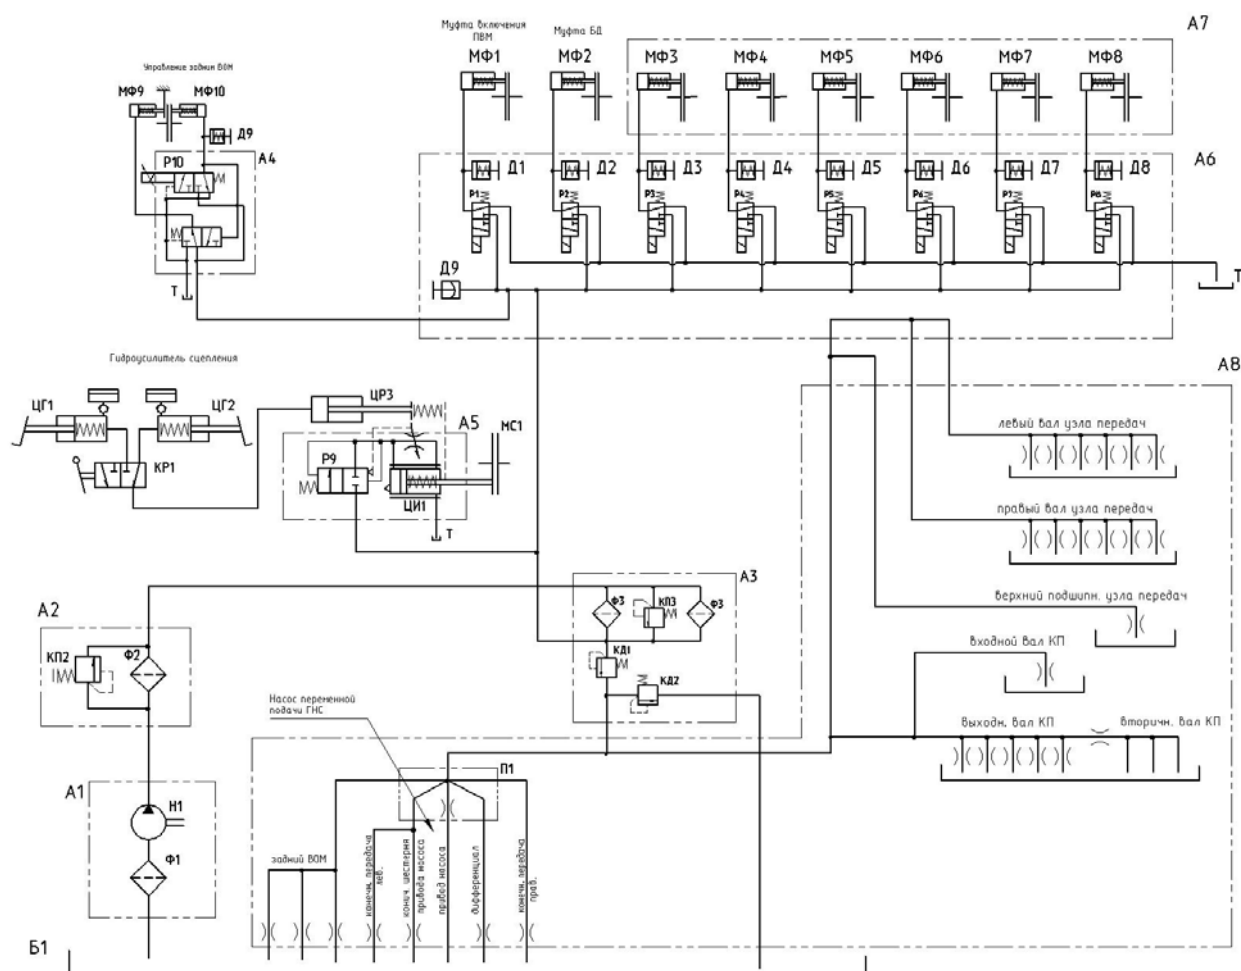 Муфта включения
ПВМ
Муфта БД
А7
МФ1
МФ2
МФ3
МФ4
МФ5
МФ6
МФ7
МФ8
Управление задним ВОМ
МФ9
МФ10
Д9
А4
Р10
Т
Д1
Д2
Д3
Д4
Д5
Д6
Д7
Д8
А6
Р1
Р2
Р3
Р4
Р5
Р6
Р7
Р8
Д9
Т
Гидроусилитель сцепления
ЦГ1
ЦГ2
КР1
ЦР3
А5
МС1
Р9
ЦИ1
Т
А8
левый вал узла передач
правый вал узла передач
верхний подшипн. узла передач
входной вал КП
выходн. вал КП
вторичн. вал КП
А2
КП2
Ф2
А3
Ф3
КП3
Ф3
КД1
КД2
Насос переменной
подачи ГНС
П1
А1
Н1
Ф1
задний ВОМ
конечн. передача
лев.
конич. шестерня
привода насоса
привод насоса
дифференциал
конечн. передача
прав.
Б1